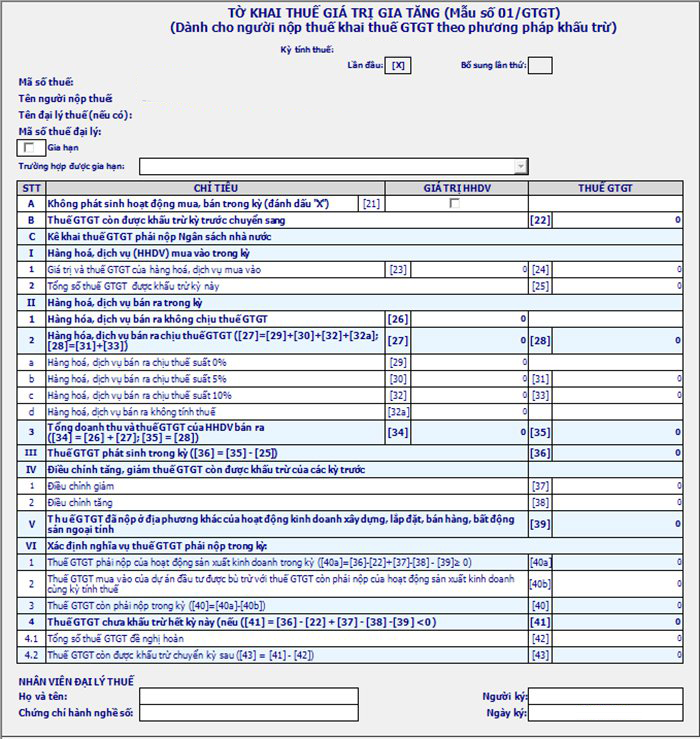 TỜ KHAI THUẾ GIÁ TRỊ GIA TĂNG (Mẫu số 01/GTGT)
(Dành cho người nộp thuế khai thuế GTGT theo phương pháp khấu trừ)
Kỳ tính thuế:
Lần đầu: [X] Bổ sung lần thứ:
Mã số thuế:
Tên người nộp thuế:
Tên đại lý thuế (nếu có):
Mã số thuế đại lý:
Gia hạn
Trường hợp được gia hạn:
STT CHỈ TIÊU GIÁ TRỊ HHDV THUẾ GTGT
A Không phát sinh hoạt động mua, bán trong kỳ (đánh dấu "X") [21]
B Thuế GTGT còn được khấu trừ kỳ trước chuyển sang [22] 0
C Kê khai thuế GTGT phải nộp Ngân sách nhà nước
I Hàng hoá, dịch vụ (HHDV) mua vào trong kỳ
1 Giá trị và thuế GTGT của hàng hoá, dịch vụ mua vào [23] 0 [24] 0
2 Tổng số thuế GTGT được khấu trừ kỳ này [25] 0
II Hàng hoá, dịch vụ bán ra trong kỳ
1 Hàng hóa, dịch vụ bán ra không chịu thuế GTGT [26] 0
2 Hàng hóa, dịch vụ bán ra chịu thuế GTGT ([27]=[29]+[30]+[32]+[32a]; [27] 0 [28] 0
[28]=[31]+[33])
a Hàng hoá, dịch vụ bán ra chịu thuế suất 0% [29] 0
b Hàng hoá, dịch vụ bán ra chịu thuế suất 5% [30] 0 [31] 0
c Hàng hoá, dịch vụ bán ra chịu thuế suất 10% [32] 0 [33] 0
d Hàng hoá, dịch vụ bán ra không tính thuế [32a] 0
3 Tổng doanh thu và thuế GTGT của HHDV bán ra [34] 0 [35] 0
([34] = [26] + [27]; [35] = [28])
III Thuế GTGT phát sinh trong kỳ ([36] = [35] - [25]) [36] 0
IV Điều chỉnh tăng, giảm thuế GTGT còn được khấu trừ của các kỳ trước
1 Điều chỉnh giảm [37] 0
2 Điều chỉnh tăng [38] 0
V Thuế GTGT đã nộp ở địa phương khác của hoạt động kinh doanh xây dựng, lắp đặt, bán hàng, bất động [39] 0
sản ngoại tỉnh
VI Xác định nghĩa vụ thuế GTGT phải nộp trong kỳ:
1 Thuế GTGT phải nộp của hoạt động sản xuất kinh doanh trong kỳ ([40a]=[36]-[22]+[37]-[38] - [39]≥ 0) [40a] 0
2 Thuế GTGT mua vào của dự án đầu tư được bù trừ với thuế GTGT còn phải nộp của hoạt động sản xuất kinh doanh [40b] 0
cùng kỳ tính thuế
3 Thuế GTGT còn phải nộp trong kỳ ([40]=[40a]-[40b]) [40] 0
4 Thuế GTGT chưa khấu trừ hết kỳ này (nếu ([41] = [36] - [22] + [37] - [38] -[39] < 0 ) [41] 0
4.1 Tổng số thuế GTGT đề nghị hoàn [42] 0
4.2 Thuế GTGT còn được khấu trừ chuyển kỳ sau ([43] = [41] - [42]) [43] 0
NHÂN VIÊN ĐẠI LÝ THUẾ
Họ và tên: Người ký:
Chứng chỉ hành nghề số: Ngày ký: